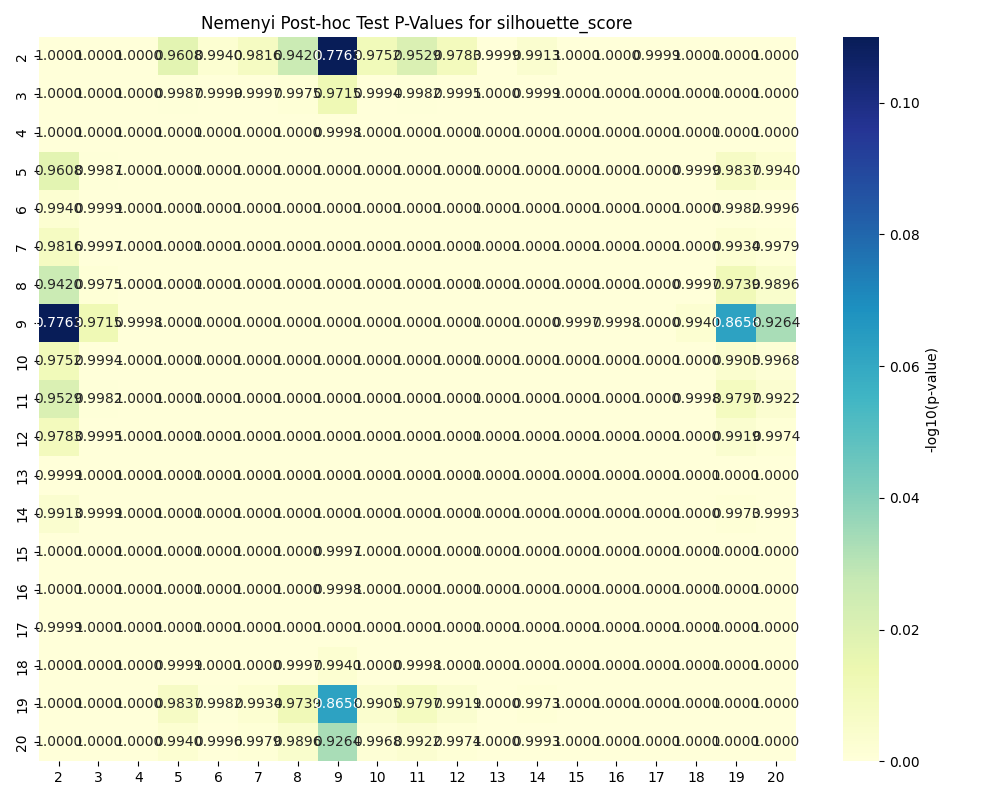 Nemenyi Post-hoc Test P-Values for silhouette_score
2 1.0000 1.0000 1.0000 0.9608 0.9940 0.9816 0.9420 0.7763 0.9752 0.9529 0.9783 0.9999 0.9913 1.0000 1.0000 0.9999 1.0000 1.0000 1.0000
3 1.0000 1.0000 1.0000 0.9987 0.9999 0.9997 0.9975 0.9715 0.9994 0.9982 0.9995 1.0000 0.9999 1.0000 1.0000 1.0000 1.0000 1.0000 1.0000
4 1.0000 1.0000 1.0000 1.0000 1.0000 1.0000 1.0000 0.9998 1.0000 1.0000 1.0000 1.0000 1.0000 1.0000 1.0000 1.0000 1.0000 1.0000 1.0000
5 0.9608 0.9987 1.0000 1.0000 1.0000 1.0000 1.0000 1.0000 1.0000 1.0000 1.0000 1.0000 1.0000 1.0000 1.0000 1.0000 0.9999 0.9837 0.9940
6 0.9940 0.9999 1.0000 1.0000 1.0000 1.0000 1.0000 1.0000 1.0000 1.0000 1.0000 1.0000 1.0000 1.0000 1.0000 1.0000 1.0000 0.9982 0.9996
7 0.9816 0.9997 1.0000 1.0000 1.0000 1.0000 1.0000 1.0000 1.0000 1.0000 1.0000 1.0000 1.0000 1.0000 1.0000 1.0000 1.0000 0.9934 0.9979
8 0.9420 0.9975 1.0000 1.0000 1.0000 1.0000 1.0000 1.0000 1.0000 1.0000 1.0000 1.0000 1.0000 1.0000 1.0000 1.0000 0.9997 0.9739 0.9896
9 0.7763 0.9715 0.9998 1.0000 1.0000 1.0000 1.0000 1.0000 1.0000 1.0000 1.0000 1.0000 1.0000 0.9997 0.9998 1.0000 0.9940 0.9264
10 0.9752 0.9994 1.0000 1.0000 1.0000 1.0000 1.0000 1.0000 1.0000 1.0000 1.0000 1.0000 1.0000 1.0000 1.0000 1.0000 1.0000 0.9905 0.9968
11 0.9529 0.9982 1.0000 1.0000 1.0000 1.0000 1.0000 1.0000 1.0000 1.0000 1.0000 1.0000 1.0000 1.0000 1.0000 1.0000 0.9998 0.9797 0.9922
12 0.9783 0.9995 1.0000 1.0000 1.0000 1.0000 1.0000 1.0000 1.0000 1.0000 1.0000 1.0000 1.0000 1.0000 1.0000 1.0000 1.0000 0.9919 0.9974
13 0.9999 1.0000 1.0000 1.0000 1.0000 1.0000 1.0000 1.0000 1.0000 1.0000 1.0000 1.0000 1.0000 1.0000 1.0000 1.0000 1.0000 1.0000 1.0000
14 0.9913 0.9999 1.0000 1.0000 1.0000 1.0000 1.0000 1.0000 1.0000 1.0000 1.0000 1.0000 1.0000 1.0000 1.0000 1.0000 1.0000 0.9973 0.9993
15 1.0000 1.0000 1.0000 1.0000 1.0000 1.0000 1.0000 0.9997 1.0000 1.0000 1.0000 1.0000 1.0000 1.0000 1.0000 1.0000 1.0000 1.0000 1.0000
16 1.0000 1.0000 1.0000 1.0000 1.0000 1.0000 1.0000 0.9998 1.0000 1.0000 1.0000 1.0000 1.0000 1.0000 1.0000 1.0000 1.0000 1.0000 1.0000
17 0.9999 1.0000 1.0000 1.0000 1.0000 1.0000 1.0000 1.0000 1.0000 1.0000 1.0000 1.0000 1.0000 1.0000 1.0000 1.0000 1.0000 1.0000 1.0000
18 1.0000 1.0000 1.0000 0.9999 1.0000 1.0000 0.9997 0.9940 1.0000 0.9998 1.0000 1.0000 1.0000 1.0000 1.0000 1.0000 1.0000 1.0000 1.0000
19 1.0000 1.0000 1.0000 0.9837 0.9982 0.9934 0.9739 0.9905 0.9797 0.9919 1.0000 0.9973 1.0000 1.0000 1.0000 1.0000 1.0000 1.0000
20 1.0000 1.0000 1.0000 0.9940 0.9996 0.9979 0.9896 0.9264 0.9968 0.9922 0.9974 1.0000 0.9993 1.0000 1.0000 1.0000 1.0000 1.0000 1.0000
2 3 4 5 6 7 8 9 10 11 12 13 14 15 16 17 18 19 20
0.10
0.08
0.06
0.04
0.02
0.00
-log10(p-value)